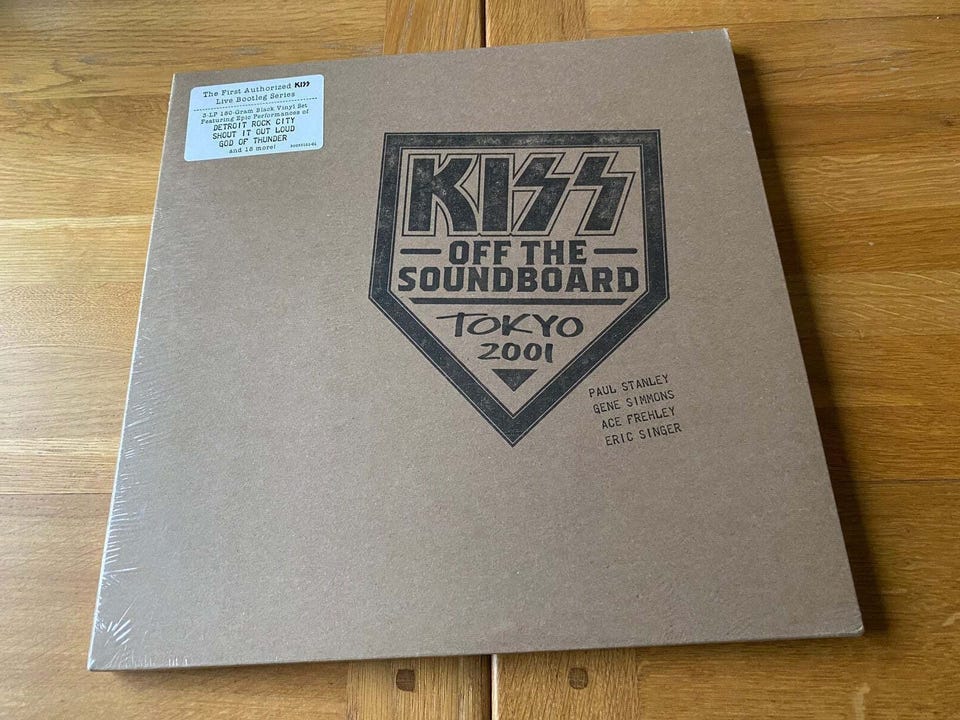 The First Authorized KISS
Live Bootleg Series
3-LP 180-Gram Black Vinyl Set
Featuring Epic Performances of
DETROIT ROCK CITY
SHOUT IT OUT LOUD
GOD OF THUNDER
and 18 more!
KISS
OFF THE
SOUNDBOARD
TOKYO
2001
PAUL STANLEY
GENE SIMMONS
ACE FREHLEY
ERIC SINGER